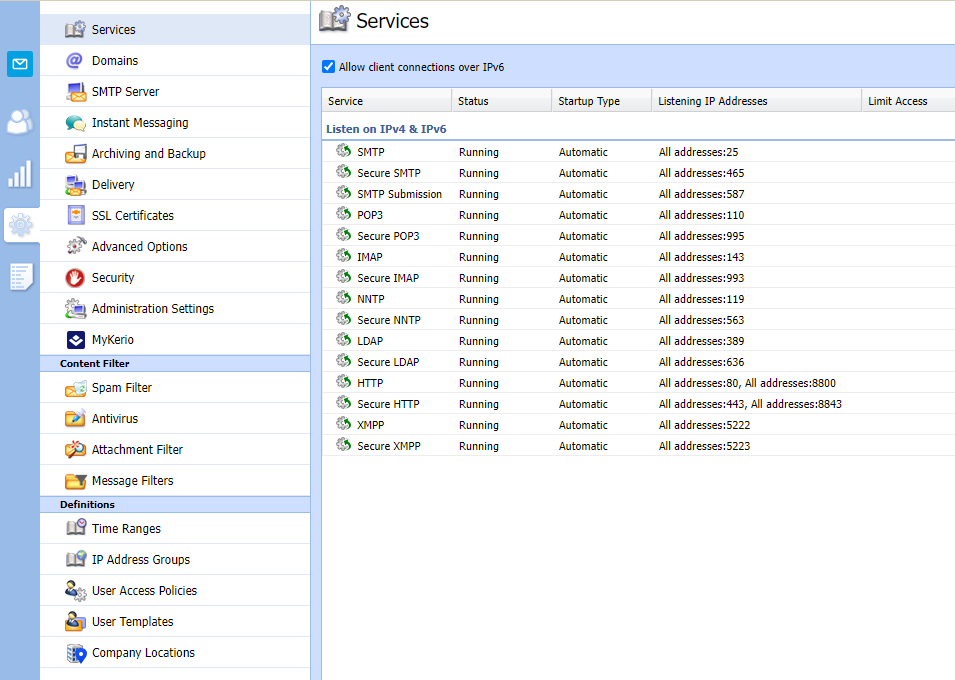 Services
Domains
SMTP Server
Instant Messaging
Archiving and Backup
Delivery
SSL Certificates
Advanced Options
Security
Administration Settings
MyKerio
Content Filter
Spam Filter
Antivirus
Attachment Filter
Message Filters
Definitions
Time Ranges
IP Address Groups
User Access Policies
User Templates
Company Locations
Services
Allow client connections over IPv6
Service Status Startup Type Listening IP Addresses Limit Access
Listen on IPv4 & IPv6
SMTP Running Automatic All addresses:25
Secure SMTP Running Automatic All addresses:465
SMTP Submission Running Automatic All addresses:587
POP3 Running Automatic All addresses:110
Secure POP3 Running Automatic All addresses:995
IMAP Running Automatic All addresses:143
Secure IMAP Running Automatic All addresses:993
NNTP Running Automatic All addresses:119
Secure NNTP Running Automatic All addresses:563
LDAP Running Automatic All addresses:389
Secure LDAP Running Automatic All addresses:636
HTTP Running Automatic All addresses:80, All addresses:8800
Secure HTTP Running Automatic All addresses:443, All addresses:8843
XMPP Running Automatic All addresses:5222
Secure XMPP Running Automatic All addresses:5223